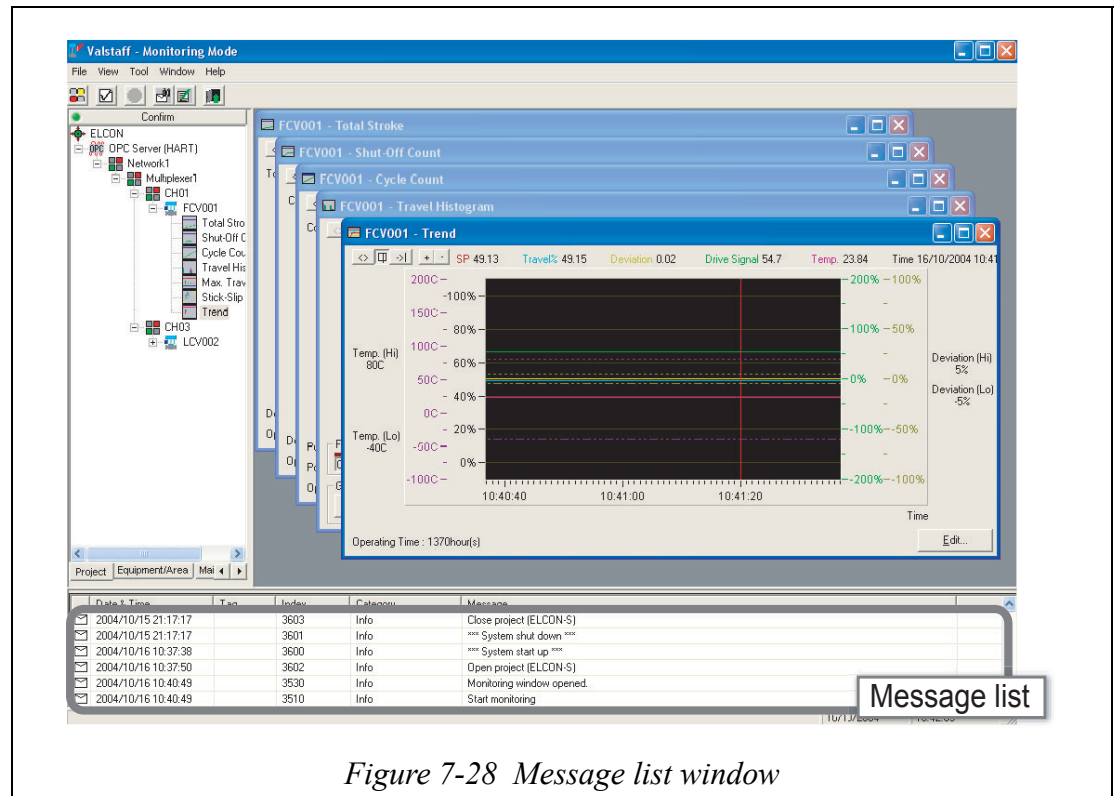 Valstaff - Monitoring Mode
File View Tool Window Help
Confirm
ELCON
OPC Server (HART)
Network1
Multiplexer1
CH01
FCV001
Total Stro
Shut-Off C
Cycle Cou
Travel His
Max. Trav
Stick-Slip
Trend
CH03
LCV002
Project Equipment/Area Mai
FCV001 - Total Stroke
FCV001 - Shut-Off Count
FCV001 - Cycle Count
FCV001 - Travel Histogram
FCV001 - Trend
SP 49.13 Travel% 49.15 Deviation 0.02 Drive Signal 54.7 Temp. 23.84 Time 16/10/2004 10:41
200C
150C
100C
50C
0C
-50C
-100C
100%
80%
60%
40%
20%
0%
Temp. (Hi)
80C
Temp. (Lo)
-40C
200%
100%
0%
-100%
-200%
100%
50%
0%
-50%
-100%
Deviation (Hi)
5%
Deviation (Lo)
-5%
10:40:40 10:41:00 10:41:20
Time
Operating Time : 1370hour(s)
Edit...
Date & Time Tag Index Category Message
2004/10/15 21:17:17 3603 Info Close project (ELCON-S)
2004/10/15 21:17:17 3601 Info *** System shut down ***
2004/10/16 10:37:38 3600 Info *** System start up ***
2004/10/16 10:37:50 3602 Info Open project (ELCON-S)
2004/10/16 10:40:49 3530 Info Monitoring window opened.
2004/10/16 10:40:49 3510 Info Start monitoring
Message list
Figure 7-28 Message list window